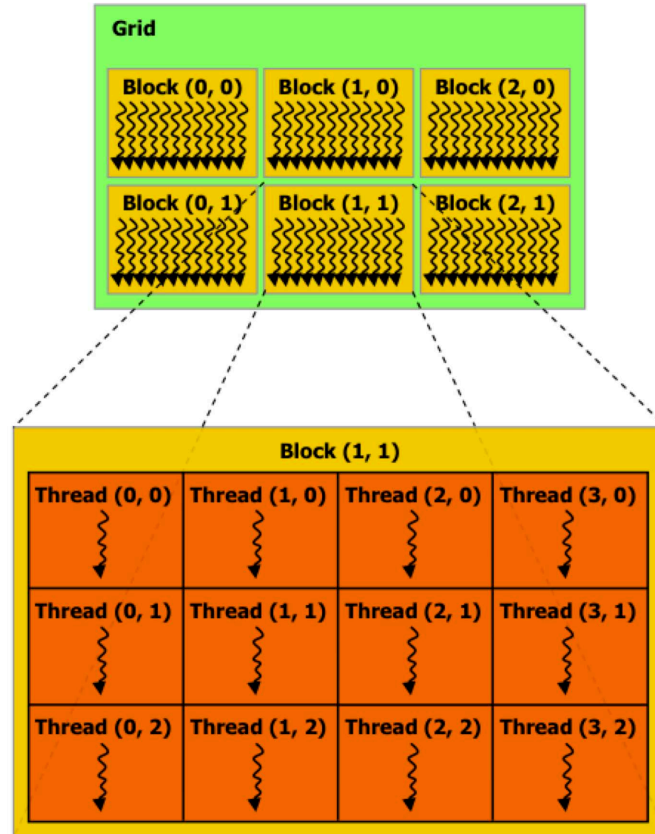 Grid
Block (0, 0) Block (1, 0) Block (2, 0)
Block (0, 1) Block (1, 1) Block (2, 1)
Block (1, 1)
Thread (0, 0) Thread (1, 0) Thread (2, 0) Thread (3, 0)
Thread (0, 1) Thread (1, 1) Thread (2, 1) Thread (3, 1)
Thread (0, 2) Thread (1, 2) Thread (2, 2) Thread (3, 2)